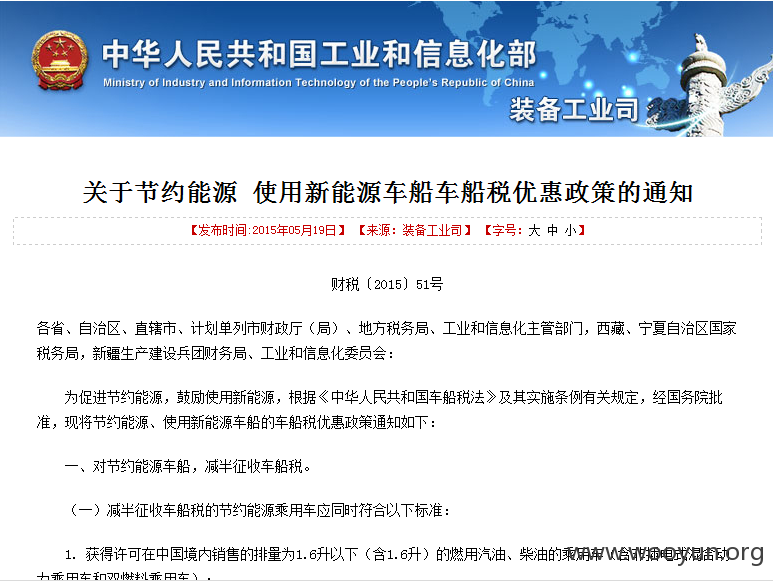 中华人民共和国工业和信息化部
Ministry of Industry and Information Technology of the People's Republic of China
装备工业司
关于节约能源 使用新能源车船车船税优惠政策的通知
【发布时间:2015年05月19日】 【来源：装备工业司】 【字号：大 中 小】
财税〔2015〕51号
各省、自治区、直辖市、计划单列市财政厅（局）、地方税务局、工业和信息化主管部门，西藏、宁夏自治区国家
税务局，新疆生产建设兵团财务局、工业和信息化委员会：
为促进节约能源，鼓励使用新能源，根据《中华人民共和国车船税法》及其实施条例有关规定，经国务院批
准，现将节约能源、使用新能源车船的车船税优惠政策通知如下：
一、对节约能源车船，减半征收车船税。
（一）减半征收车船税的节约能源乘用车应同时符合以下标准：
1. 获得许可在中国境内销售的排量为1.6升以下（含1.6升）的燃用汽油、柴油的乘用车
力乘用车和双燃料乘用车）；
www.wooyun.org